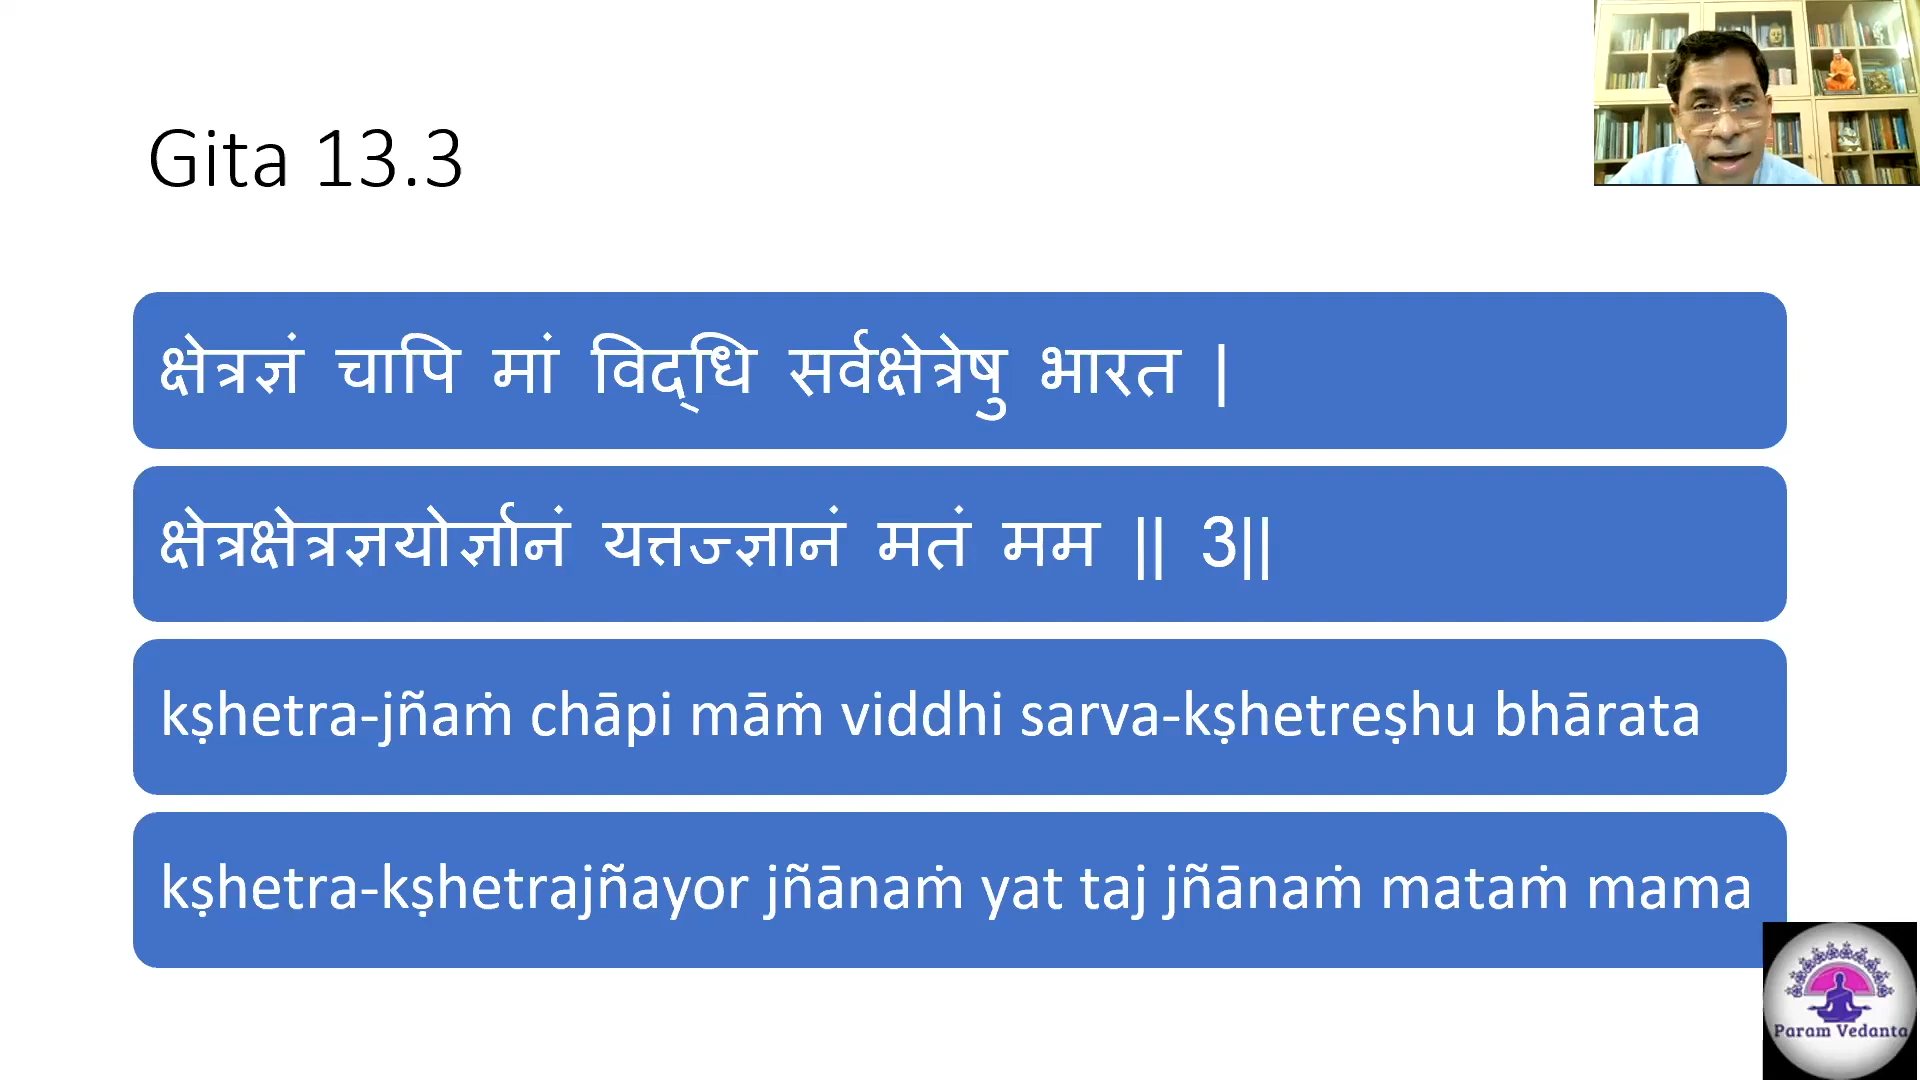 Gita 13.3
क्षेत्रज्ञं चापि मां विद्‌धि सर्वक्षेत्रेषु भारत |
क्षेत्रक्षेत्रज्ञयोर्ज्ञानं यत्तज्ज्ञानं मतं मम || 3||
kṣhetra-jñaṁ chāpi māṁ viddhi sarva-kṣhetreṣhu bhārata
kṣhetra-kṣhetrajñayor jñānaṁ yat taj jñānaṁ mataṁ mama
Param Vedanta